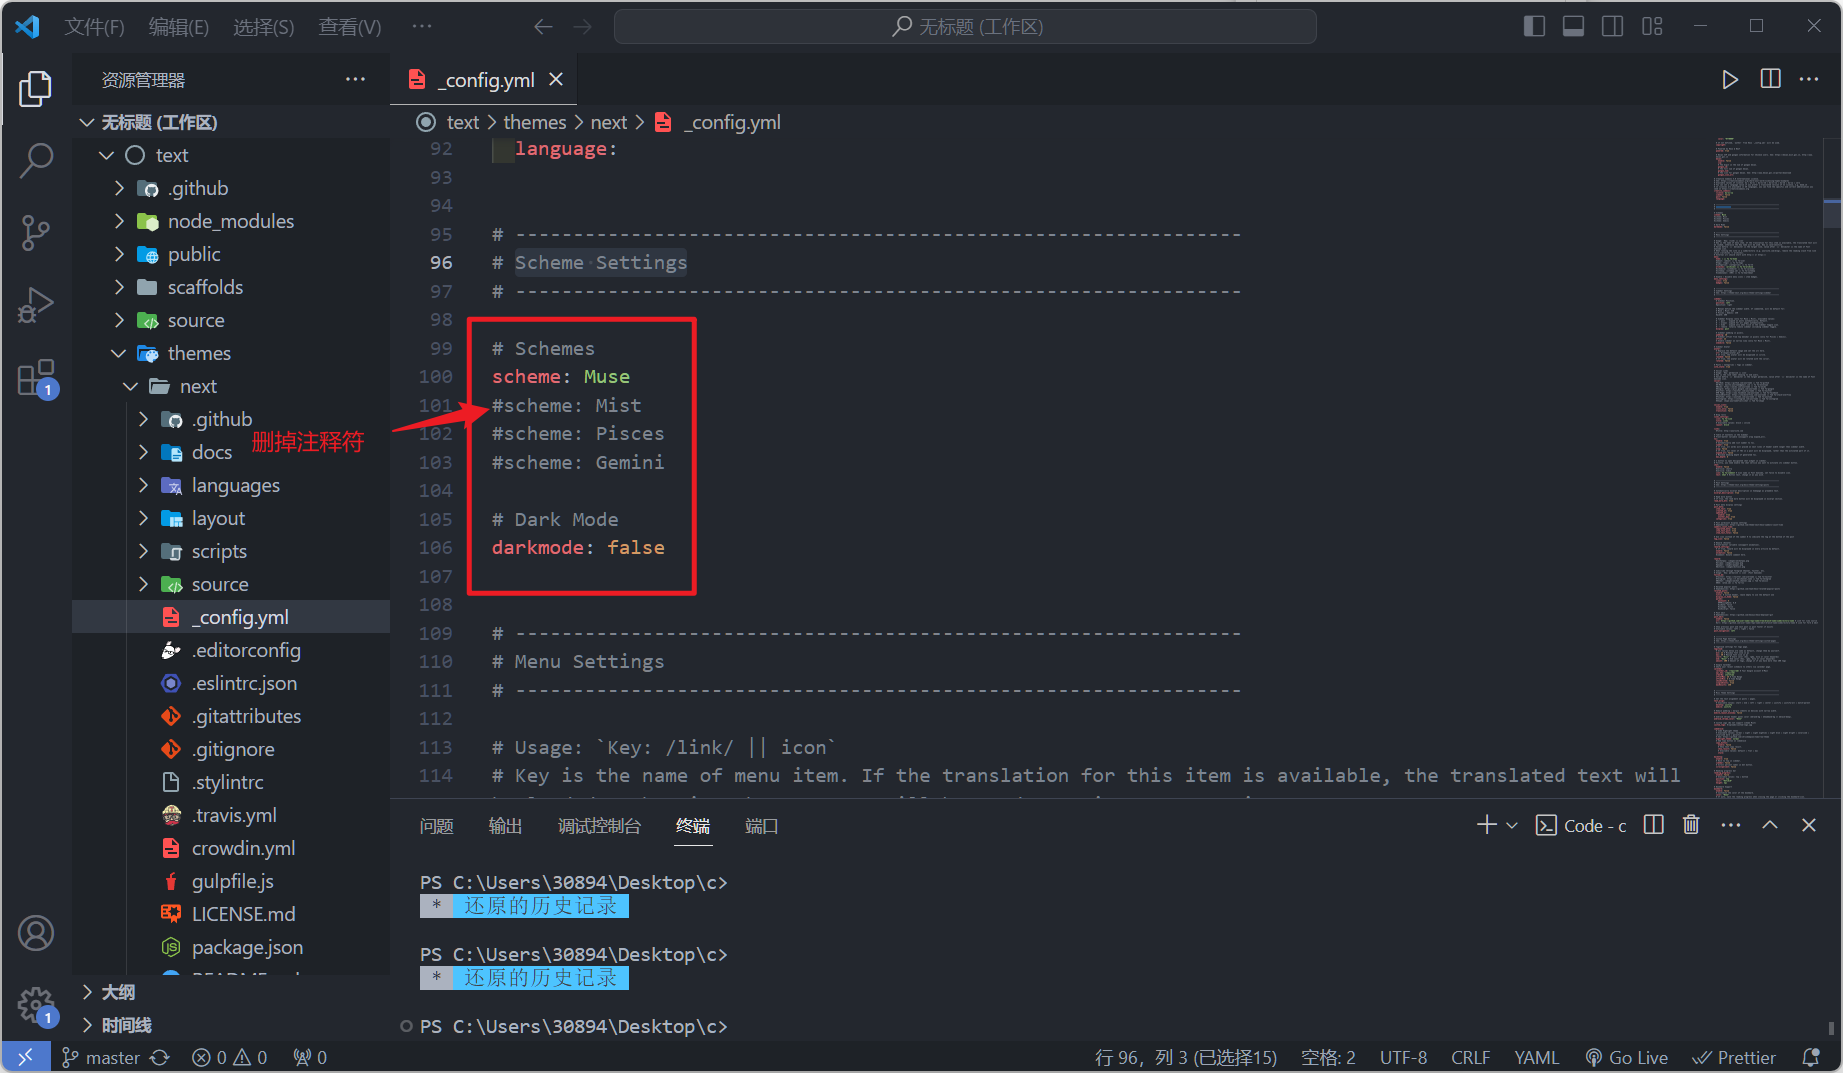 文件(F) 编辑(E) 选择(S) 查看(V) ··· 无标题 (工作区)
资源管理器 ···
_config.yml
无标题 (工作区)
text > themes > next > _config.yml
text
.github
node_modules
public
scaffolds
source
themes
next
.github
docs
languages
layout
scripts
source
_config.yml
.editorconfig
.eslintrc.json
.gitattributes
.gitignore
.stylintrc
.travis.yml
crowdin.yml
gulpfile.js
LICENSE.md
package.json
大纲
时间线
删掉注释符
92 language:
93
94
95 # ---------------------------------------------------------------
96 # Scheme Settings
97 # ---------------------------------------------------------------
98
99 # Schemes
100 scheme: Muse
101 #scheme: Mist
102 #scheme: Pisces
103 #scheme: Gemini
104
105 # Dark Mode
106 darkmode: false
107
108
109 # ---------------------------------------------------------------
110 # Menu Settings
111 # ---------------------------------------------------------------
112
113 # Usage: `Key: /link/ || icon`
114 # Key is the name of menu item. If the translation for this item is available, the translated text will
问题 输出 调试控制台 终端 端口 Code - c
PS C:\Users\30894\Desktop\c>
* 还原的历史记录
PS C:\Users\30894\Desktop\c>
* 还原的历史记录
PS C:\Users\30894\Desktop\c>
1
1
master 0 0 0 行 96，列 3 (已选择15) 空格: 2 UTF-8 CRLF YAML Go Live Prettier